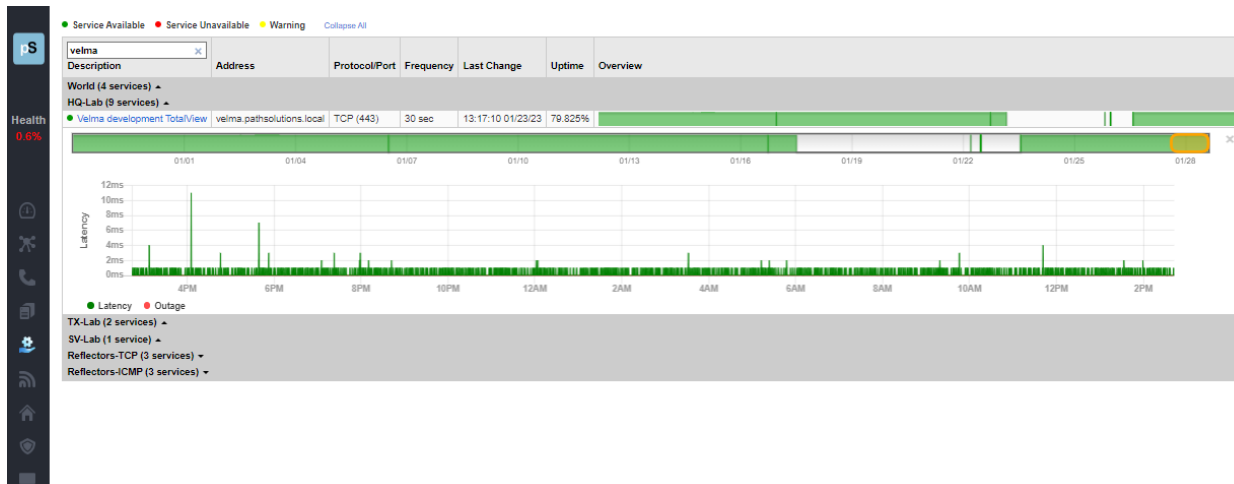 Service Available Service Unavailable Warning Collapse All
pS
velma ×
Description Address Protocol/Port Frequency Last Change Uptime Overview
World (4 services)
HQ-Lab (9 services)
Health
0.6%
Velma development TotalView velma.pathsolutions.local TCP (443) 30 sec 13:17:10 01/23/23 79.825%
×
01/01 01/04 01/07 01/10 01/13 01/16 01/19 01/22 01/25 01/28
12ms
10ms
8ms
6ms
4ms
2ms
0ms
Latency
4PM 6PM 8PM 10PM 12AM 2AM 4AM 6AM 8AM 10AM 12PM 2PM
Latency Outage
TX-Lab (2 services)
SV-Lab (1 service)
Reflectors-TCP (3 services)
Reflectors-ICMP (3 services)